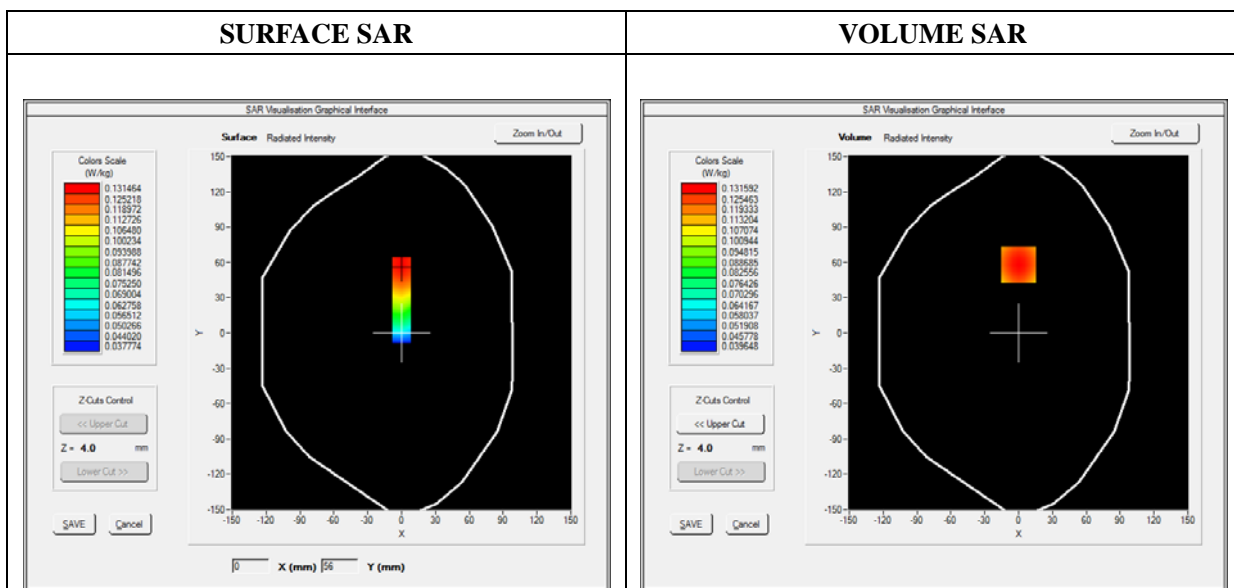 SURFACE SAR
VOLUME SAR
SAR Visualisation Graphical Interface
Surface Radiated Intensity
Zoom In/Out
Colors Scale
(W/kg)
0.131464
0.125218
0.118972
0.112726
0.106480
0.100234
0.093988
0.087742
0.081496
0.075250
0.069004
0.062758
0.056512
0.050266
0.044020
0.037774
Z-Cuts Control
<< Upper Cut
Z = 4.0 mm
Lower Cut >>
SAVE Cancel
150
120
90
60
30
0
-30
-60
-90
-120
-150
Y
-150 -120 -90 -60 -30 0 30 60 90 120 150
X
0 X (mm) 56 Y (mm)
SAR Visualisation Graphical Interface
Volume Radiated Intensity
Zoom In/Out
Colors Scale
(W/kg)
0.131592
0.125463
0.119333
0.113204
0.107074
0.100944
0.094815
0.088685
0.082556
0.076426
0.070296
0.064167
0.058037
0.051908
0.045778
0.039648
Z-Cuts Control
<< Upper Cut
Z = 4.0 mm
Lower Cut >>
SAVE Cancel
150
120
90
60
30
0
-30
-60
-90
-120
-150
Y
-150 -120 -90 -60 -30 0 30 60 90 120 150
X